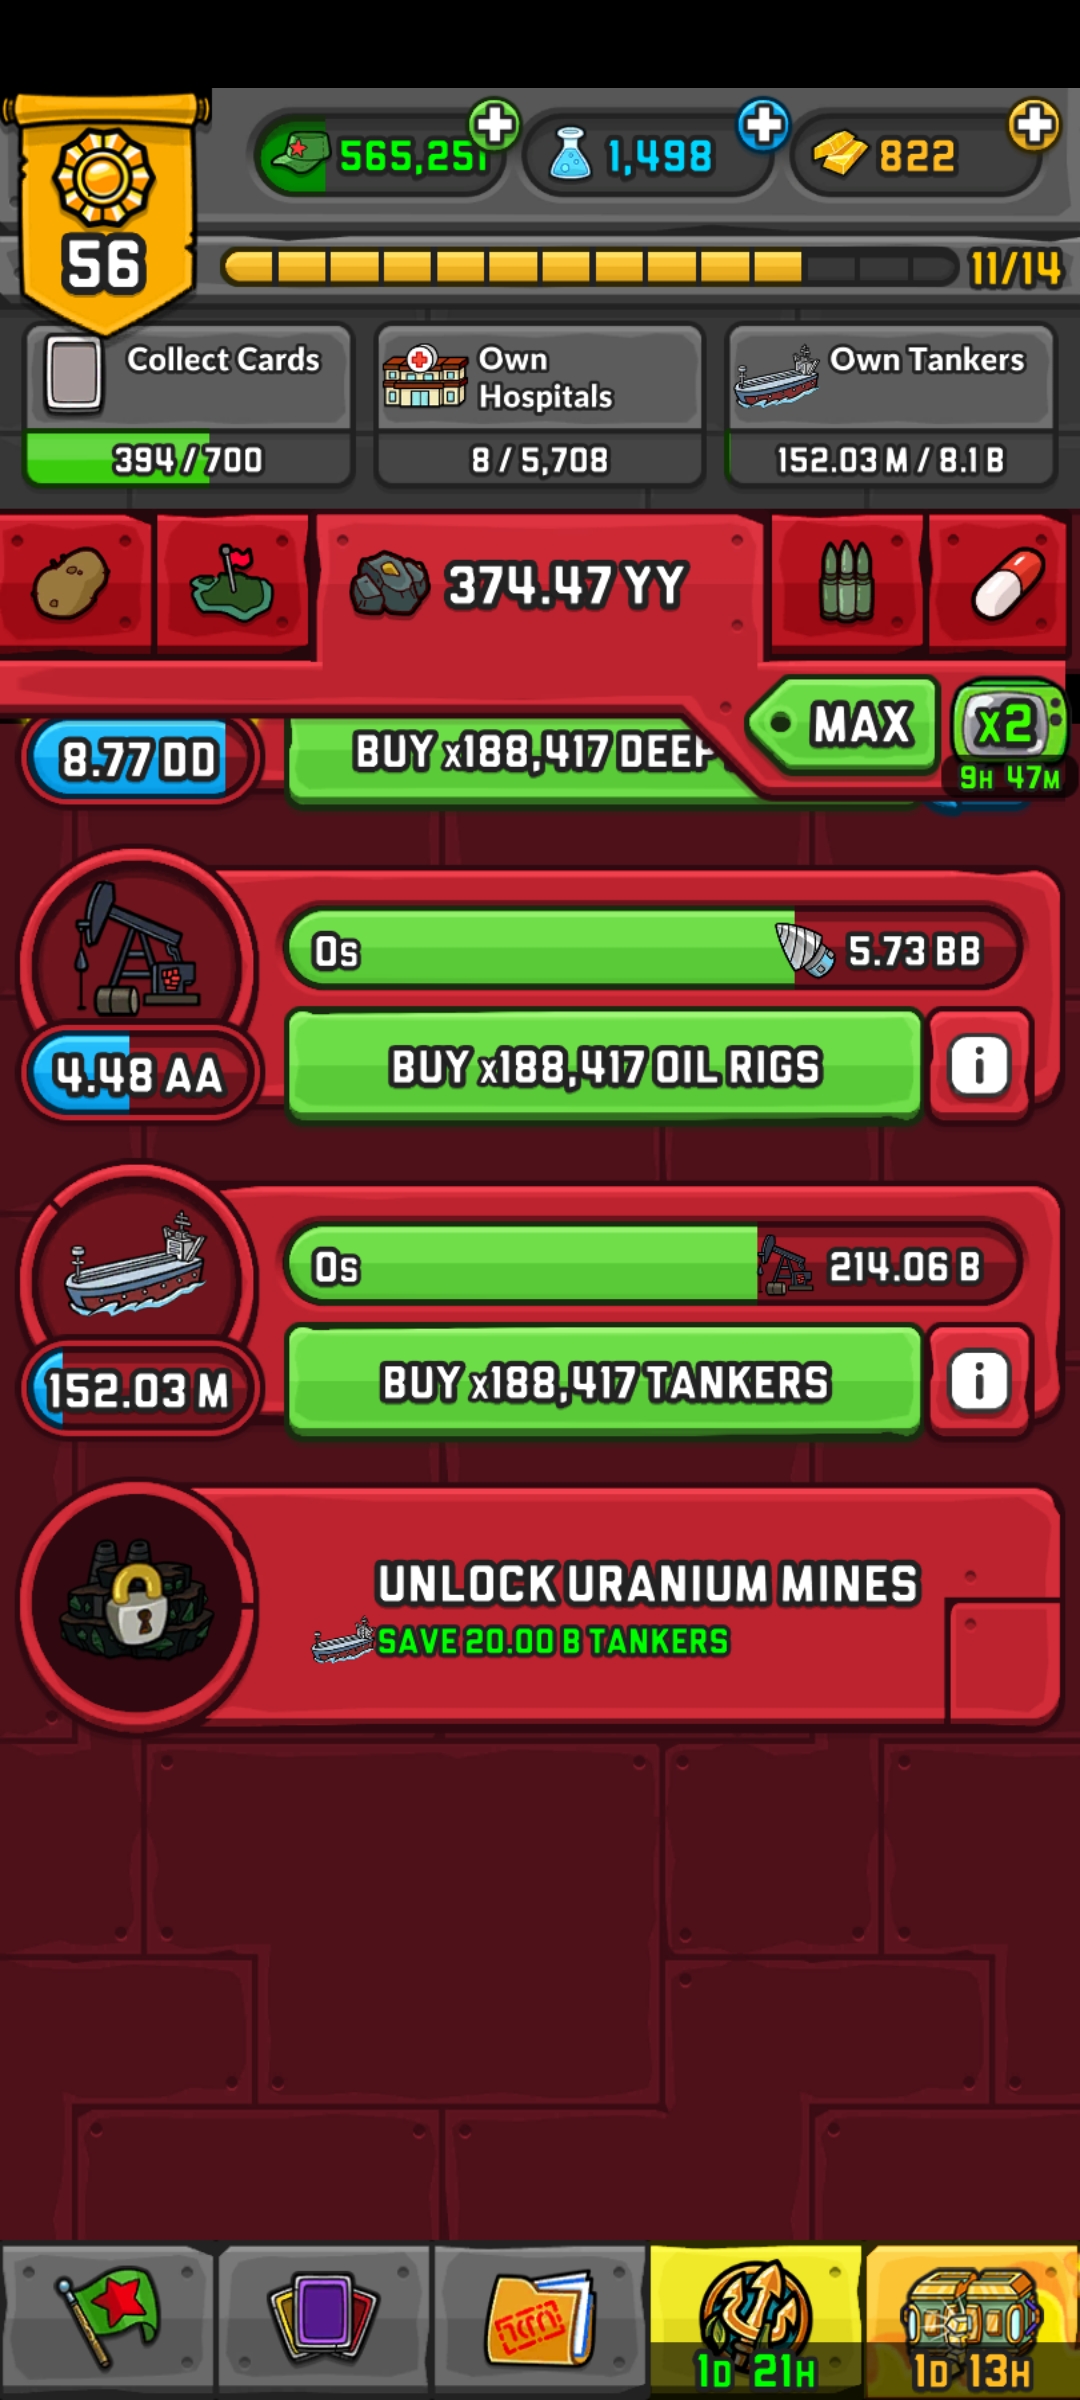 565,251
1,498
822
56
11/14
Collect Cards
394 / 700
Own
Hospitals
8 / 5,708
Own Tankers
152.03 M / 8.1 B
374.47 YY
MAX
X2
9H 47M
8.77 DD
BUY x188,417 DEEP
0s
5.73 BB
4.48 AA
BUY x188,417 OIL RIGS
i
0s
214.06 B
152.03 M
BUY x188,417 TANKERS
i
UNLOCK URANIUM MINES
SAVE 20.00 B TANKERS
1D 21H
1D 13H